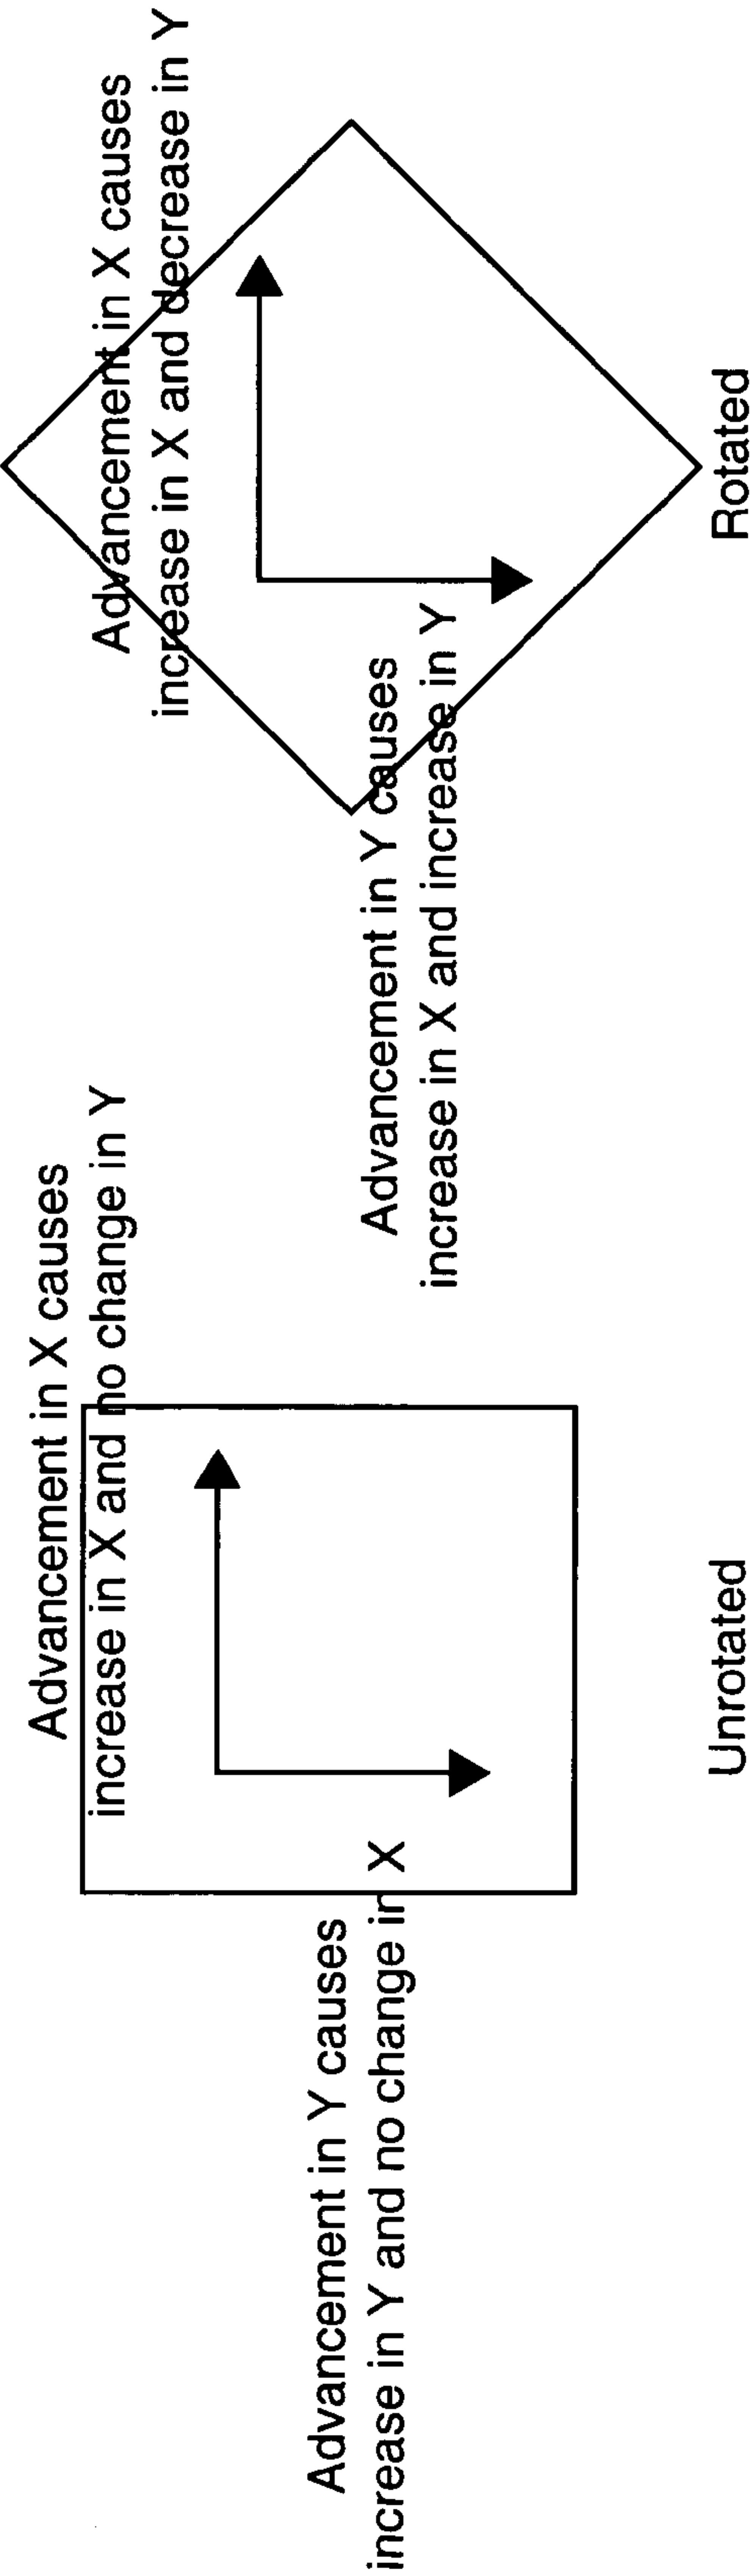 Advancement in X causes
increase in X and no change in Y
Advancement in Y causes
increase in Y and no change in X
Unrotated
Advancement in X causes
increase in X and decrease in Y
Advancement in Y causes
increase in X and increase in Y
Rotated